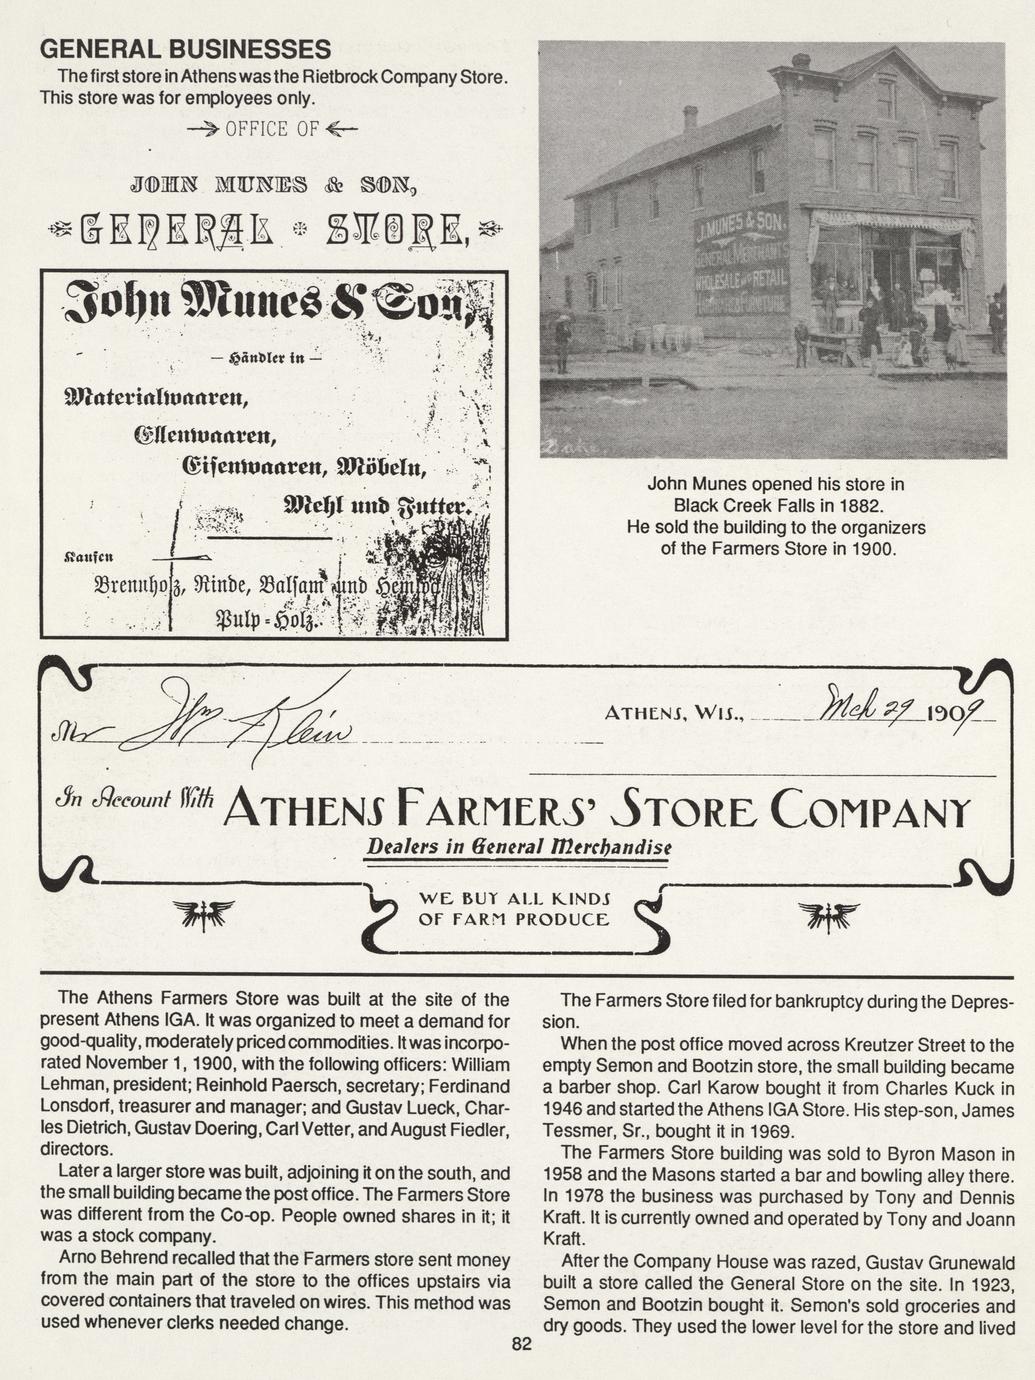 GENERAL BUSINESSES
The first store in Athens was the Rietbrock Company Store.
This store was for employees only.
OFFICE OF
JOHN MUNES & SON,
GENERAL STORE,
John Munes & Son,
— Händler in —
Materialwaaren,
Ellenwaaren,
Eisenwaaren, Möbeln,
Mehl und Futter.
Kaufen
Brennholz, Rinde, Balsam und Hemlock
Pulp-Holz.
J. MUNES & SON.
GENERAL MERCHAN'S
WHOLESALE AND RETAIL
John Munes opened his store in
Black Creek Falls in 1882.
He sold the building to the organizers
of the Farmers Store in 1900.
Mr Wm Klein
ATHENS, WIS., Mch 29 1909
In Account With ATHENS FARMERS' STORE COMPANY
Dealers in General Merchandise
WE BUY ALL KINDS
OF FARM PRODUCE
The Athens Farmers Store was built at the site of the
present Athens IGA. It was organized to meet a demand for
good-quality, moderately priced commodities. It was incorpo-
rated November 1, 1900, with the following officers: William
Lehman, president; Reinhold Paersch, secretary; Ferdinand
Lonsdorf, treasurer and manager; and Gustav Lueck, Char-
les Dietrich, Gustav Doering, Carl Vetter, and August Fiedler,
directors.
Later a larger store was built, adjoining it on the south, and
the small building became the post office. The Farmers Store
was different from the Co-op. People owned shares in it; it
was a stock company.
Arno Behrend recalled that the Farmers store sent money
from the main part of the store to the offices upstairs via
covered containers that traveled on wires. This method was
used whenever clerks needed change.
The Farmers Store filed for bankruptcy during the Depres-
sion.
When the post office moved across Kreutzer Street to the
empty Semon and Bootzin store, the small building became
a barber shop. Carl Karow bought it from Charles Kuck in
1946 and started the Athens IGA Store. His step-son, James
Tessmer, Sr., bought it in 1969.
The Farmers Store building was sold to Byron Mason in
1958 and the Masons started a bar and bowling alley there.
In 1978 the business was purchased by Tony and Dennis
Kraft. It is currently owned and operated by Tony and Joann
Kraft.
After the Company House was razed, Gustav Grunewald
built a store called the General Store on the site. In 1923,
Semon and Bootzin bought it. Semon's sold groceries and
dry goods. They used the lower level for the store and lived
82